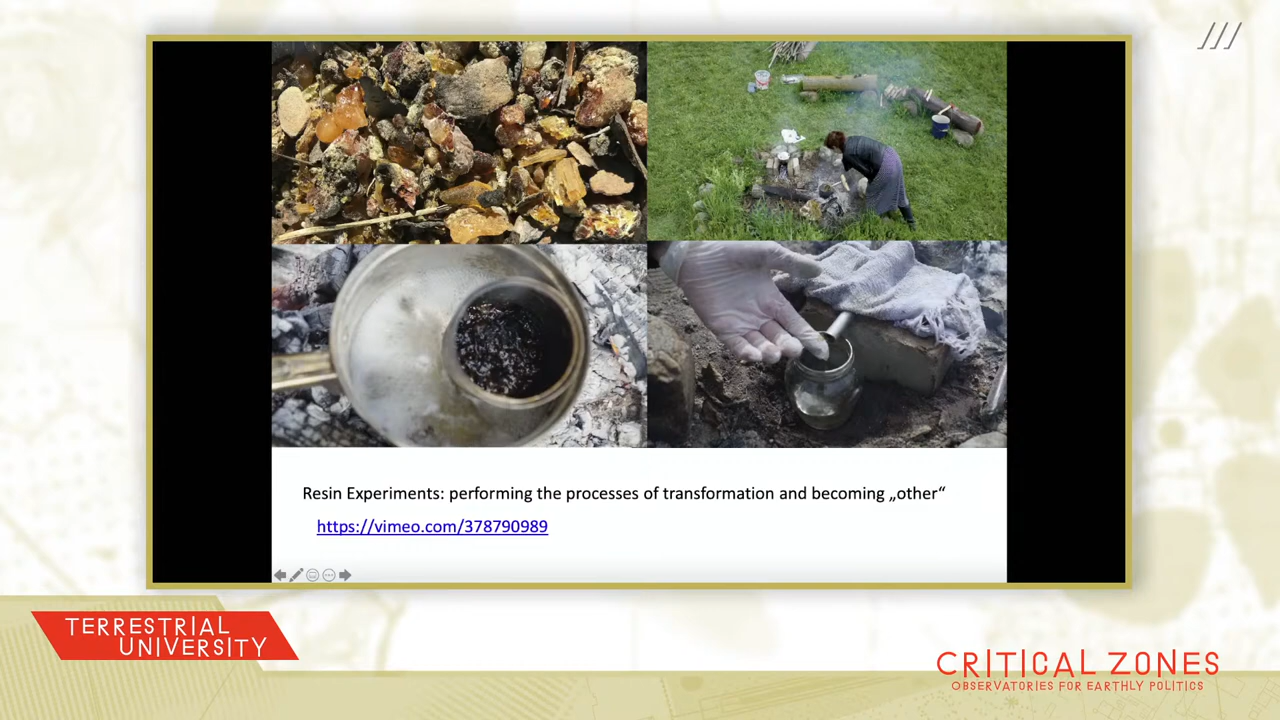 Resin Experiments: performing the processes of transformation and becoming „other“
https://vimeo.com/378790989
TERRESTRIAL
UNIVERSITY
CRITICAL ZONES
OBSERVATORIES FOR EARTHLY POLITICS